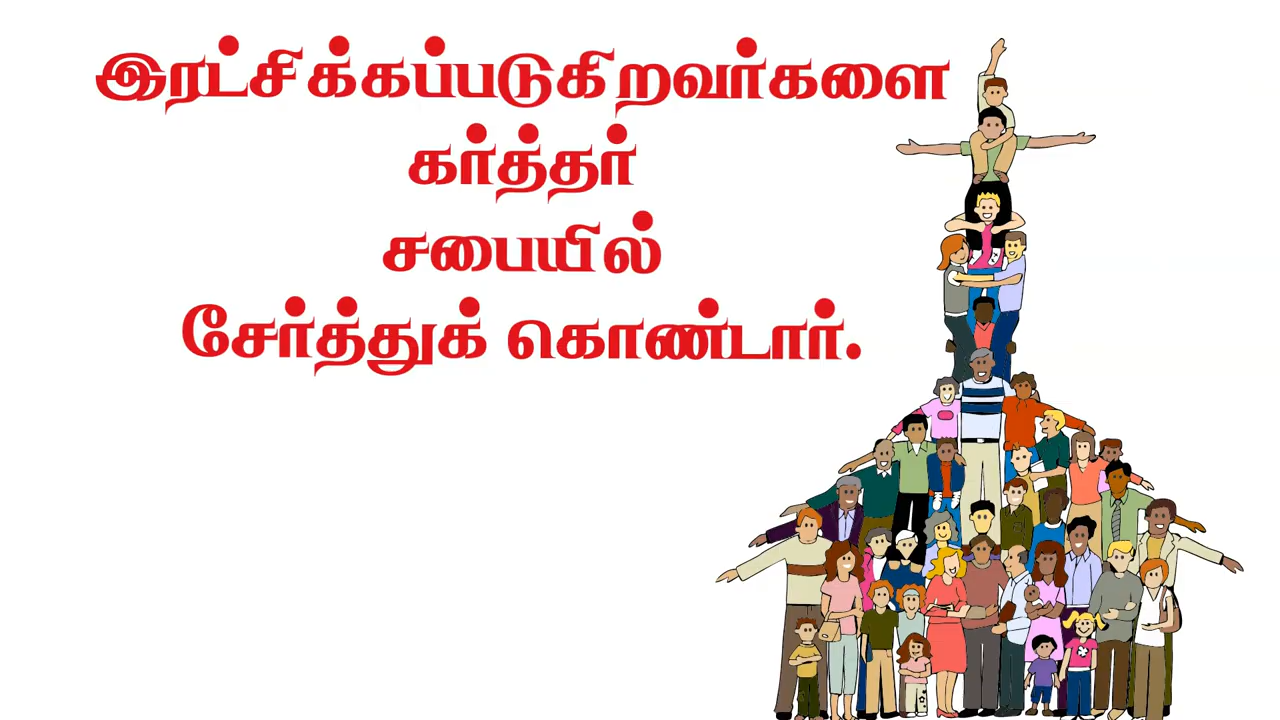 இரட்சிக்கப்படுகிறவர்களை
கர்த்தர்
சபையில்
சேர்த்துக் கொண்டார்.